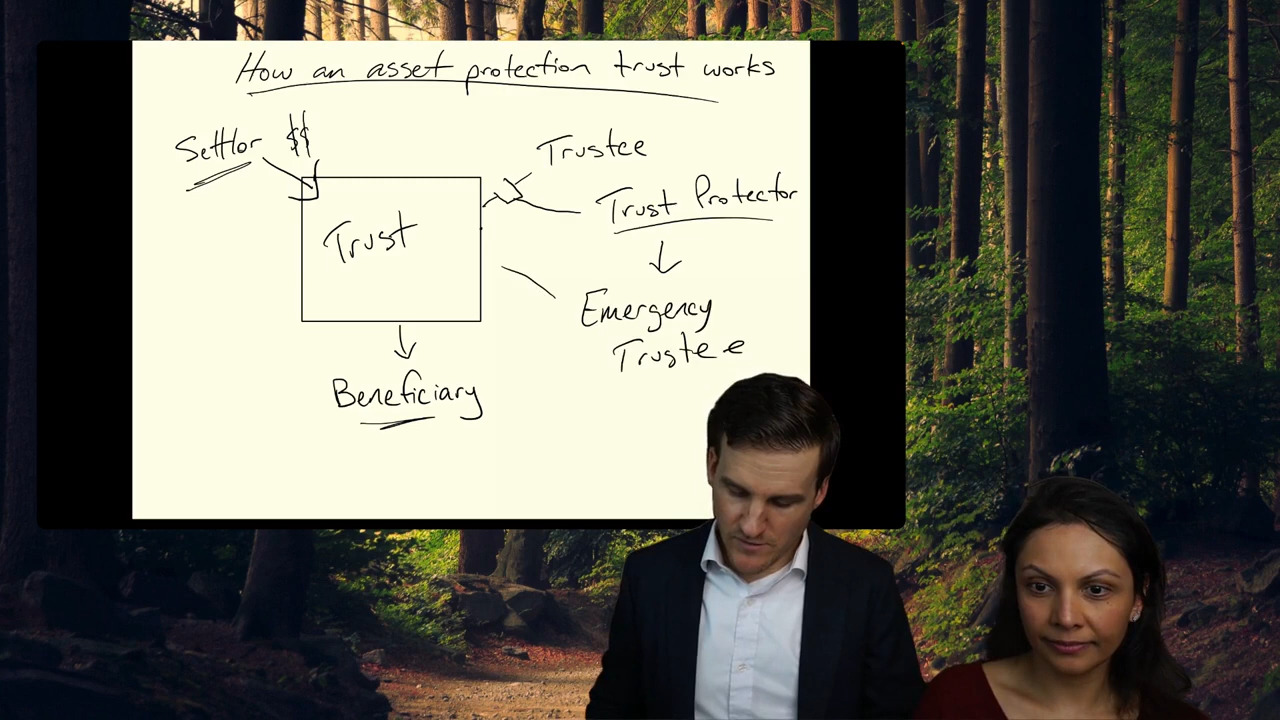 How an asset protection trust works
Settlor $$
Trustee
Trust Protector
Trust
Emergency
Trustee
Beneficiary